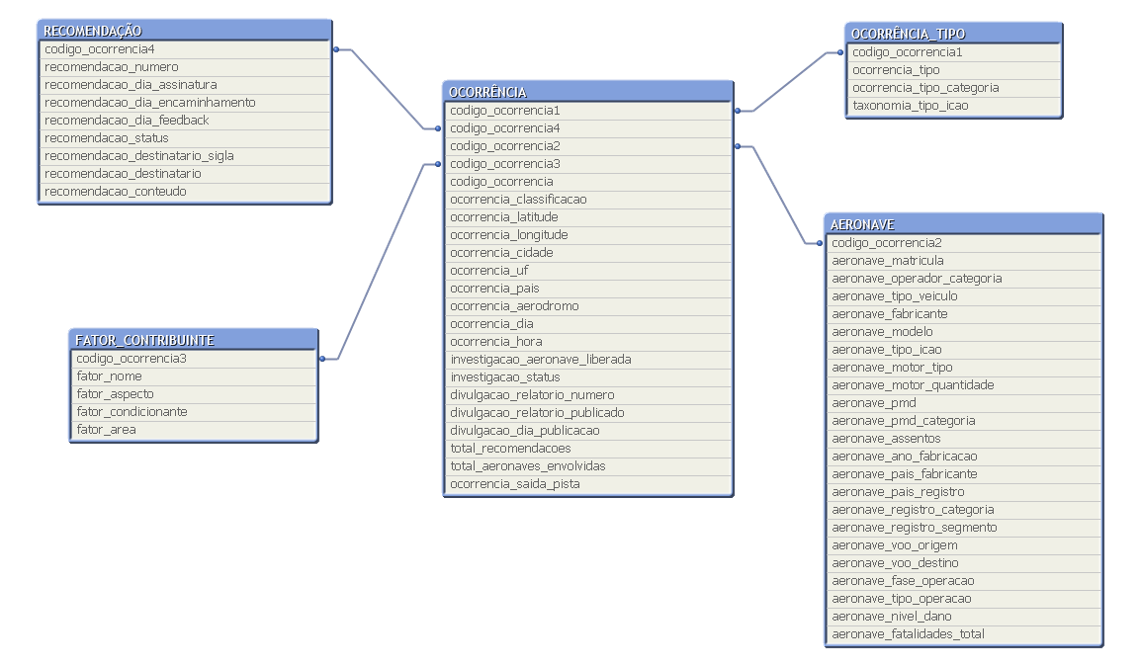 RECOMENDAÇÃO
codigo_ocorrencia4
recomendacao_numero
recomendacao_dia_assinatura
recomendacao_dia_encaminhamento
recomendacao_dia_feedback
recomendacao_status
recomendacao_destinatario_sigla
recomendacao_destinatario
recomendacao_conteudo
FATOR_CONTRIBUINTE
codigo_ocorrencia3
fator_nome
fator_aspecto
fator_condicionante
fator_area
OCORRÊNCIA
codigo_ocorrencia1
codigo_ocorrencia4
codigo_ocorrencia2
codigo_ocorrencia3
codigo_ocorrencia
ocorrencia_classificacao
ocorrencia_latitude
ocorrencia_longitude
ocorrencia_cidade
ocorrencia_uf
ocorrencia_pais
ocorrencia_aerodromo
ocorrencia_dia
ocorrencia_hora
investigacao_aeronave_liberada
investigacao_status
divulgacao_relatorio_numero
divulgacao_relatorio_publicado
divulgacao_dia_publicacao
total_recomendacoes
total_aeronaves_envolvidas
ocorrencia_saida_pista
OCORRÊNCIA_TIPO
codigo_ocorrencia1
ocorrencia_tipo
ocorrencia_tipo_categoria
taxonomia_tipo_icao
AERONAVE
codigo_ocorrencia2
aeronave_matricula
aeronave_operador_categoria
aeronave_tipo_veiculo
aeronave_fabricante
aeronave_modelo
aeronave_tipo_icao
aeronave_motor_tipo
aeronave_motor_quantidade
aeronave_pmd
aeronave_pmd_categoria
aeronave_assentos
aeronave_ano_fabricacao
aeronave_pais_fabricante
aeronave_pais_registro
aeronave_registro_categoria
aeronave_registro_segmento
aeronave_voo_origem
aeronave_voo_destino
aeronave_fase_operacao
aeronave_tipo_operacao
aeronave_nivel_dano
aeronave_fatalidades_total